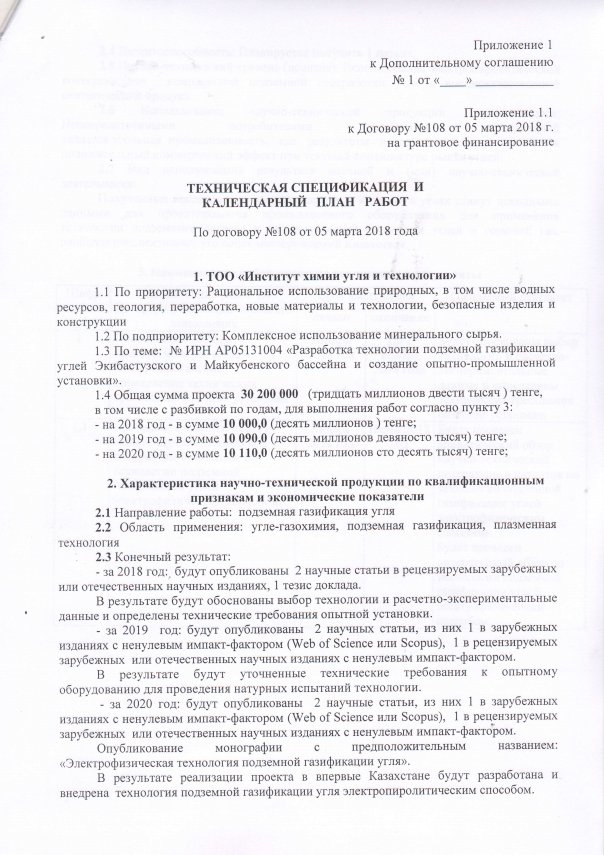 Приложение 1
к Дополнительному соглашению
№ 1 от «____» ____________
Приложение 1.1
к Договору №108 от 05 марта 2018 г.
на грантовое финансирование
ТЕХНИЧЕСКАЯ СПЕЦИФИКАЦИЯ И
КАЛЕНДАРНЫЙ ПЛАН РАБОТ
По договору №108 от 05 марта 2018 года
1. ТОО «Институт химии угля и технологии»
1.1 По приоритету: Рациональное использование природных, в том числе водных
ресурсов, геология, переработка, новые материалы и технологии, безопасные изделия и
конструкции
1.2 По подприоритету: Комплексное использование минерального сырья.
1.3 По теме: № ИРН АР05131004 «Разработка технологии подземной газификации
углей Экибастузского и Майкубенского бассейна и создание опытно-промышленной
установки».
1.4 Общая сумма проекта 30 200 000 (тридцать миллионов двести тысяч ) тенге,
в том числе с разбивкой по годам, для выполнения работ согласно пункту 3:
- на 2018 год - в сумме 10 000,0 (десять миллионов ) тенге;
- на 2019 год - в сумме 10 090,0 (десять миллионов девяносто тысяч) тенге;
- на 2020 год - в сумме 10 110,0 (десять миллионов сто десять тысяч) тенге;
2. Характеристика научно-технической продукции по квалификационным
признакам и экономические показатели
2.1 Направление работы: подземная газификация угля
2.2 Область применения: угле-газохимия, подземная газификация, плазменная
технология
2.3 Конечный результат:
- за 2018 год: будут опубликованы 2 научные статьи в рецензируемых зарубежных
или отечественных научных изданиях, 1 тезис доклада.
В результате будут обоснованы выбор технологии и расчетно-экспериментальные
данные и определены технические требования опытной установки.
- за 2019 год: будут опубликованы 2 научные статьи, из них 1 в зарубежных
изданиях с ненулевым импакт-фактором (Web of Science или Scopus), 1 в рецензируемых
зарубежных или отечественных научных изданиях с ненулевым импакт-фактором.
В результате будут уточненные технические требования к опытному
оборудованию для проведения натурных испытаний технологии.
- за 2020 год: будут опубликованы 2 научные статьи, из них 1 в зарубежных
изданиях с ненулевым импакт-фактором (Web of Science или Scopus), 1 в рецензируемых
зарубежных или отечественных научных изданиях с ненулевым импакт-фактором.
Опубликование монографии с предположительным названием:
«Электрофизическая технология подземной газификации угля».
В результате реализации проекта в впервые Казахстане будут разработана и
внедрена технология подземной газификации угля электропиролитическим способом.